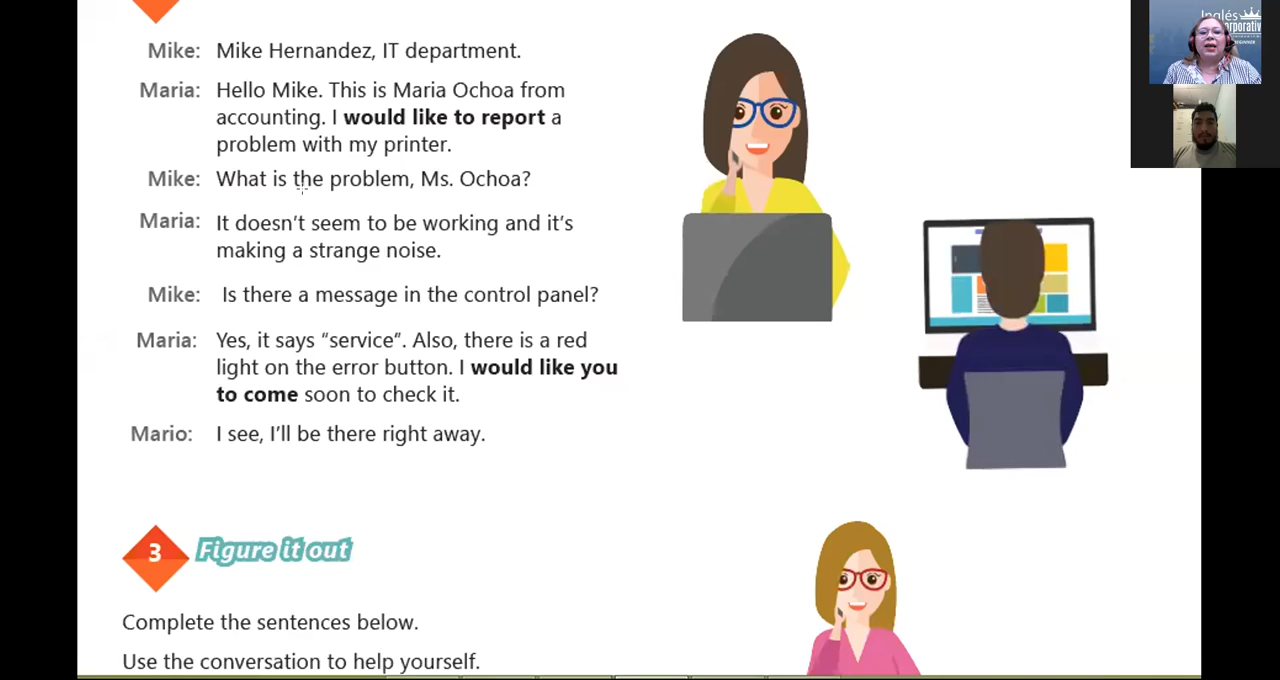 Mike: Mike Hernandez, IT department.
Maria: Hello Mike. This is Maria Ochoa from
accounting. I would like to report a
problem with my printer.
Mike: What is the problem, Ms. Ochoa?
Maria: It doesn't seem to be working and it's
making a strange noise.
Mike: Is there a message in the control panel?
Maria: Yes, it says "service". Also, there is a red
light on the error button. I would like you
to come soon to check it.
Mario: I see, I'll be there right away.
3 Figure it out
Complete the sentences below.
Use the conversation to help yourself.
Inglés